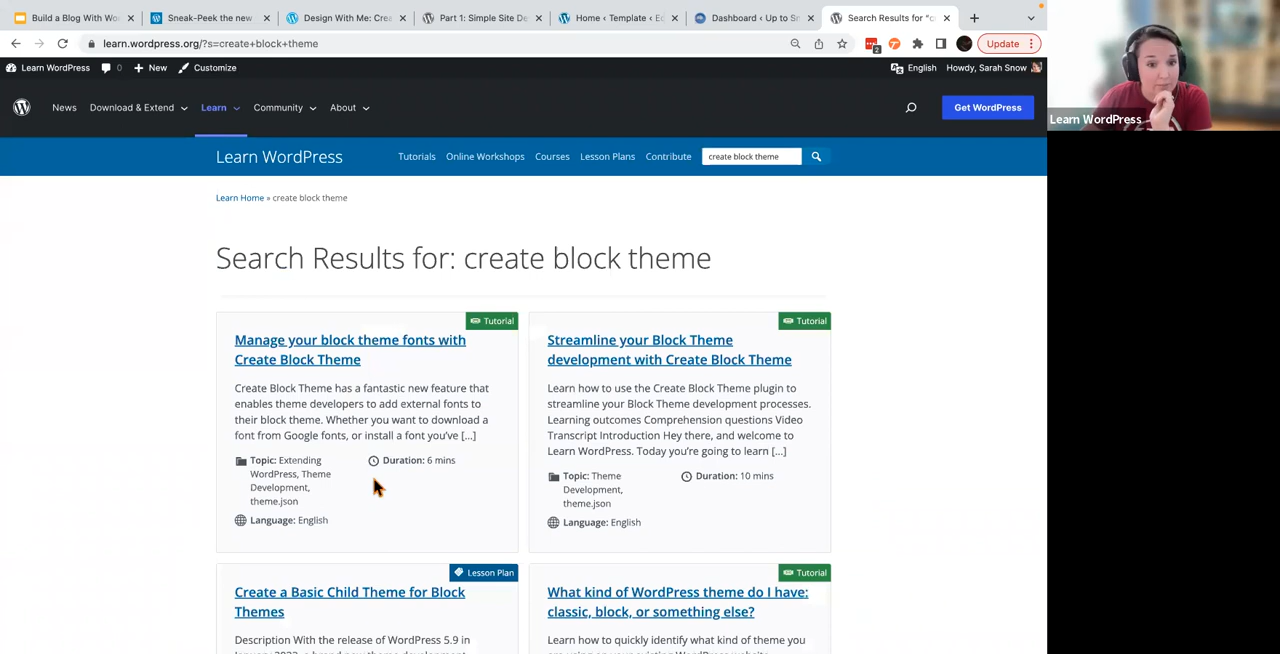 Build a Blog With Wo
Sneak-Peek the new
Design With Me: Crea
Part 1: Simple Site De
Home ‹ Template ‹ Ed
Dashboard ‹ Up to Sn
Search Results for "c
learn.wordpress.org/?s=create+block+theme
2
Update
Learn WordPress
0
New
Customize
English
Howdy, Sarah Snow
News
Download & Extend
Learn
Community
About
Get WordPress
Learn WordPress
Learn WordPress
Tutorials
Online Workshops
Courses
Lesson Plans
Contribute
create block theme
Learn Home » create block theme
Search Results for: create block theme
Tutorial
Manage your block theme fonts with
Create Block Theme
Create Block Theme has a fantastic new feature that
enables theme developers to add external fonts to
their block theme. Whether you want to download a
font from Google fonts, or install a font you've [...]
Topic: Extending
WordPress, Theme
Development,
theme.json
Duration: 6 mins
Language: English
Tutorial
Streamline your Block Theme
development with Create Block Theme
Learn how to use the Create Block Theme plugin to
streamline your Block Theme development processes.
Learning outcomes Comprehension questions Video
Transcript Introduction Hey there, and welcome to
Learn WordPress. Today you're going to learn [...]
Topic: Theme
Development,
theme.json
Duration: 10 mins
Language: English
Lesson Plan
Create a Basic Child Theme for Block
Themes
Description With the release of WordPress 5.9 in
Tutorial
What kind of WordPress theme do I have:
classic, block, or something else?
Learn how to quickly identify what kind of theme you